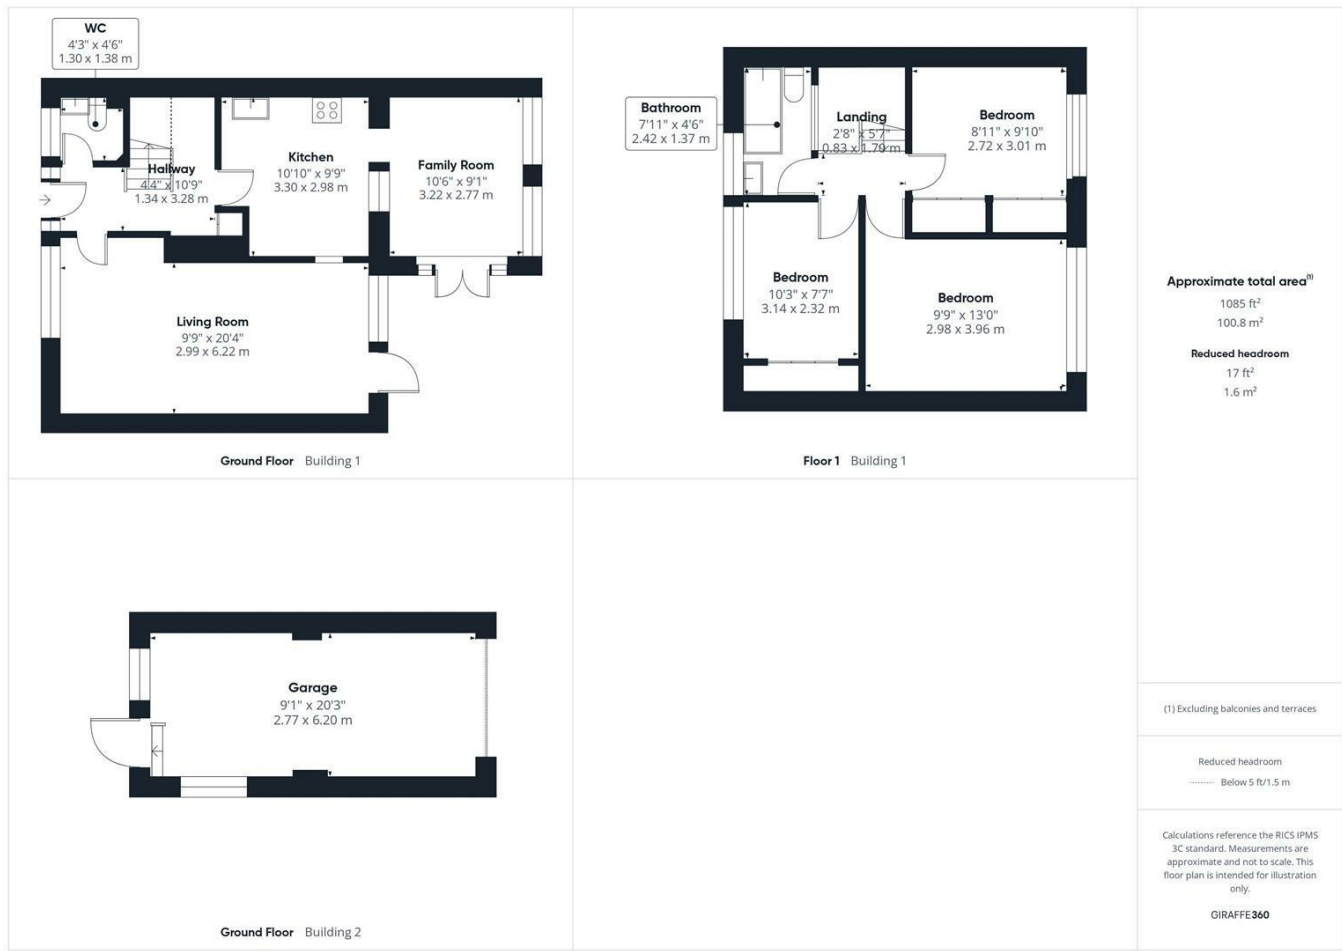 WC
4'3" x 4'6"
1.30 x 1.38 m
Hallway
4'4" x 10'9"
1.34 x 3.28 m
Kitchen
10'10" x 9'9"
3.30 x 2.98 m
Family Room
10'6" x 9'1"
3.22 x 2.77 m
Living Room
9'9" x 20'4"
2.99 x 6.22 m
Ground Floor Building 1
Bathroom
7'11" x 4'6"
2.42 x 1.37 m
Landing
2'8" x 5'7"
0.83 x 1.79 m
Bedroom
8'11" x 9'10"
2.72 x 3.01 m
Bedroom
10'3" x 7'7"
3.14 x 2.32 m
Bedroom
9'9" x 13'0"
2.98 x 3.96 m
Floor 1 Building 1
Garage
9'1" x 20'3"
2.77 x 6.20 m
Ground Floor Building 2
Approximate total area(1)
1085 ft²
100.8 m²
Reduced headroom
17 ft²
1.6 m²
(1) Excluding balconies and terraces
Reduced headroom
Below 5 ft/1.5 m
Calculations reference the RICS IPMS
3C standard. Measurements are
approximate and not to scale. This
floor plan is intended for illustration
only.
GIRAFFE360